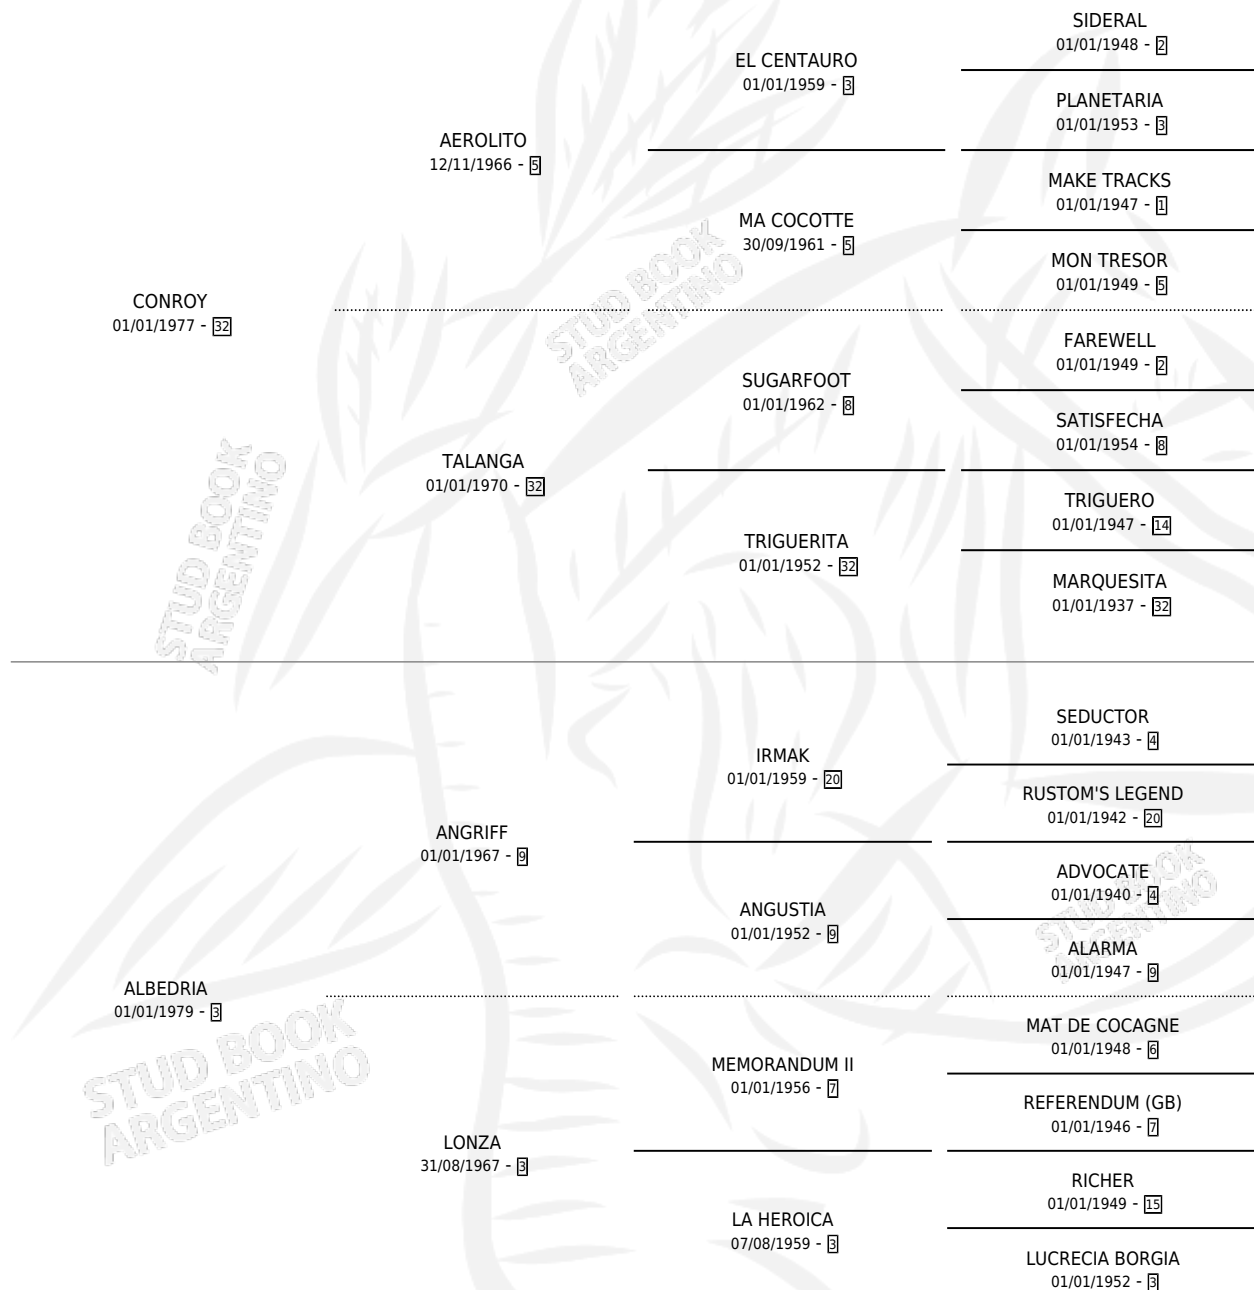 SIDERAL
01/01/1948 - 2
EL CENTAURO
01/01/1959 - 3
PLANETARIA
01/01/1953 - 3
AEROLITO
12/11/1966 - 5
MAKE TRACKS
01/01/1947 - 1
MA COCOTTE
30/09/1961 - 5
MON TRESOR
01/01/1949 - 5
CONROY
01/01/1977 - 32
FAREWELL
01/01/1949 - 2
SUGARFOOT
01/01/1962 - 8
SATISFECHA
01/01/1954 - 8
TALANGA
01/01/1970 - 32
TRIGUERO
01/01/1947 - 14
TRIGUERITA
01/01/1952 - 32
MARQUESITA
01/01/1937 - 32
SEDUCTOR
01/01/1943 - 4
IRMAK
01/01/1959 - 20
RUSTOM'S LEGEND
01/01/1942 - 20
ANGRIFF
01/01/1967 - 9
ADVOCATE
01/01/1940 - 4
ANGUSTIA
01/01/1952 - 9
ALARMA
01/01/1947 - 9
ALBEDRIA
01/01/1979 - 3
MAT DE COCAGNE
01/01/1948 - 6
MEMORANDUM II
01/01/1956 - 7
REFERENDUM (GB)
01/01/1946 - 7
LONZA
31/08/1967 - 3
RICHER
01/01/1949 - 15
LA HEROICA
07/08/1959 - 3
LUCRECIA BORGIA
01/01/1952 - 3
STUD BOOK
ARGENTINO
STUD BOOK
ARGENTINO
STUD BOOK
ARGENTINO
STUD BOOK
ARGENTINO